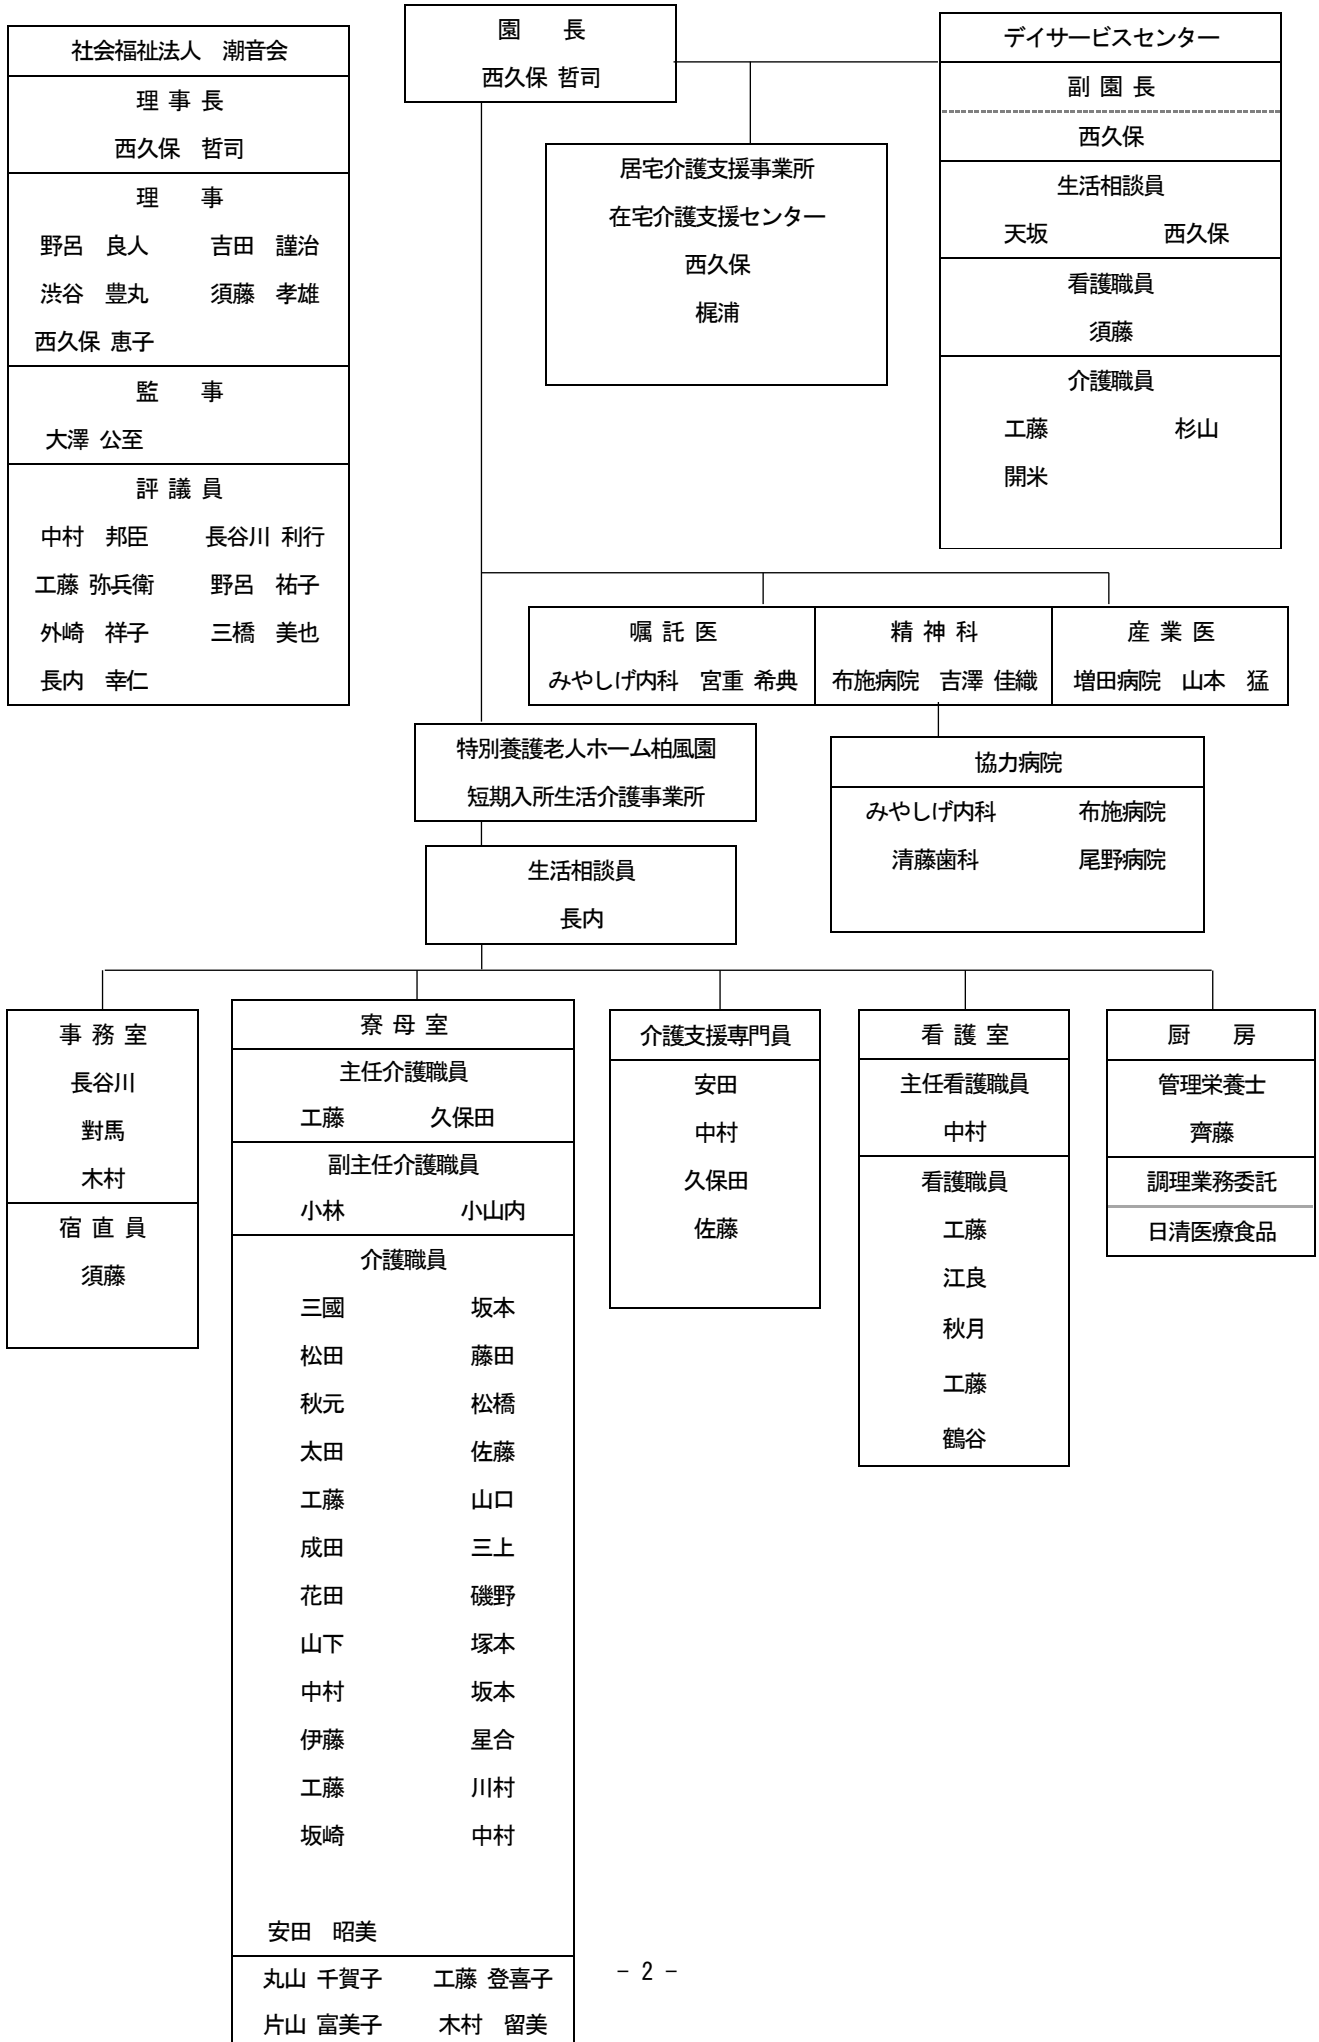 社会福祉法人　潮音会
理 事 長
西久保　哲司
理　　事
野呂　良人　　吉田　謹治
渋谷　豊丸　　須藤　孝雄
西久保 恵子
監　　事
大澤 公至
評 議 員
中村　邦臣　　長谷川 利行
工藤 弥兵衛　　野呂　祐子
外崎　祥子　　三橋　美也
長内　幸仁
園　　長
西久保 哲司
居宅介護支援事業所
在宅介護支援センター
西久保
梶浦
デイサービスセンター
副 園 長
西久保
生活相談員
天坂　　西久保
看護職員
須藤
介護職員
工藤　　杉山
開米
嘱 託 医
みやしげ内科　宮重 希典
精 神 科
布施病院　吉澤 佳織
産 業 医
増田病院　山本　猛
協力病院
みやしげ内科　　布施病院
清藤歯科　　尾野病院
特別養護老人ホーム柏風園
短期入所生活介護事業所
生活相談員
長内
事 務 室
長谷川
對馬
木村
宿 直 員
須藤
寮 母 室
主任介護職員
工藤　　久保田
副主任介護職員
小林　　小山内
介護職員
三國　　坂本
松田　　藤田
秋元　　松橋
太田　　佐藤
工藤　　山口
成田　　三上
花田　　磯野
山下　　塚本
中村　　坂本
伊藤　　星合
工藤　　川村
坂崎　　中村
安田　昭美
丸山 千賀子　　工藤 登喜子
片山 富美子　　木村　留美
介護支援専門員
安田
中村
久保田
佐藤
看 護 室
主任看護職員
中村
看護職員
工藤
江良
秋月
工藤
鶴谷
厨　　房
管理栄養士
齊藤
調理業務委託
日清医療食品
- 2 -